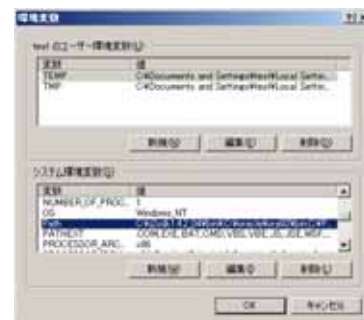 環境変数
test のユーザー環境変数(U)
変数 値
TEMP C:¥Documents and Settings¥test¥Local Settin...
TMP C:¥Documents and Settings¥test¥Local Settin...
新規(N) 編集(E) 削除(D)
システム環境変数(S)
変数 値
NUMBER_OF_PROC... 1
OS Windows_NT
Path
PATHEXT .COM;.EXE;.BAT;.CMD;.VBS;.VBE;.JS;.JSE;.WSF...
PROCESSOR_ARC... x86
新規(W) 編集(I) 削除(L)
OK キャンセル